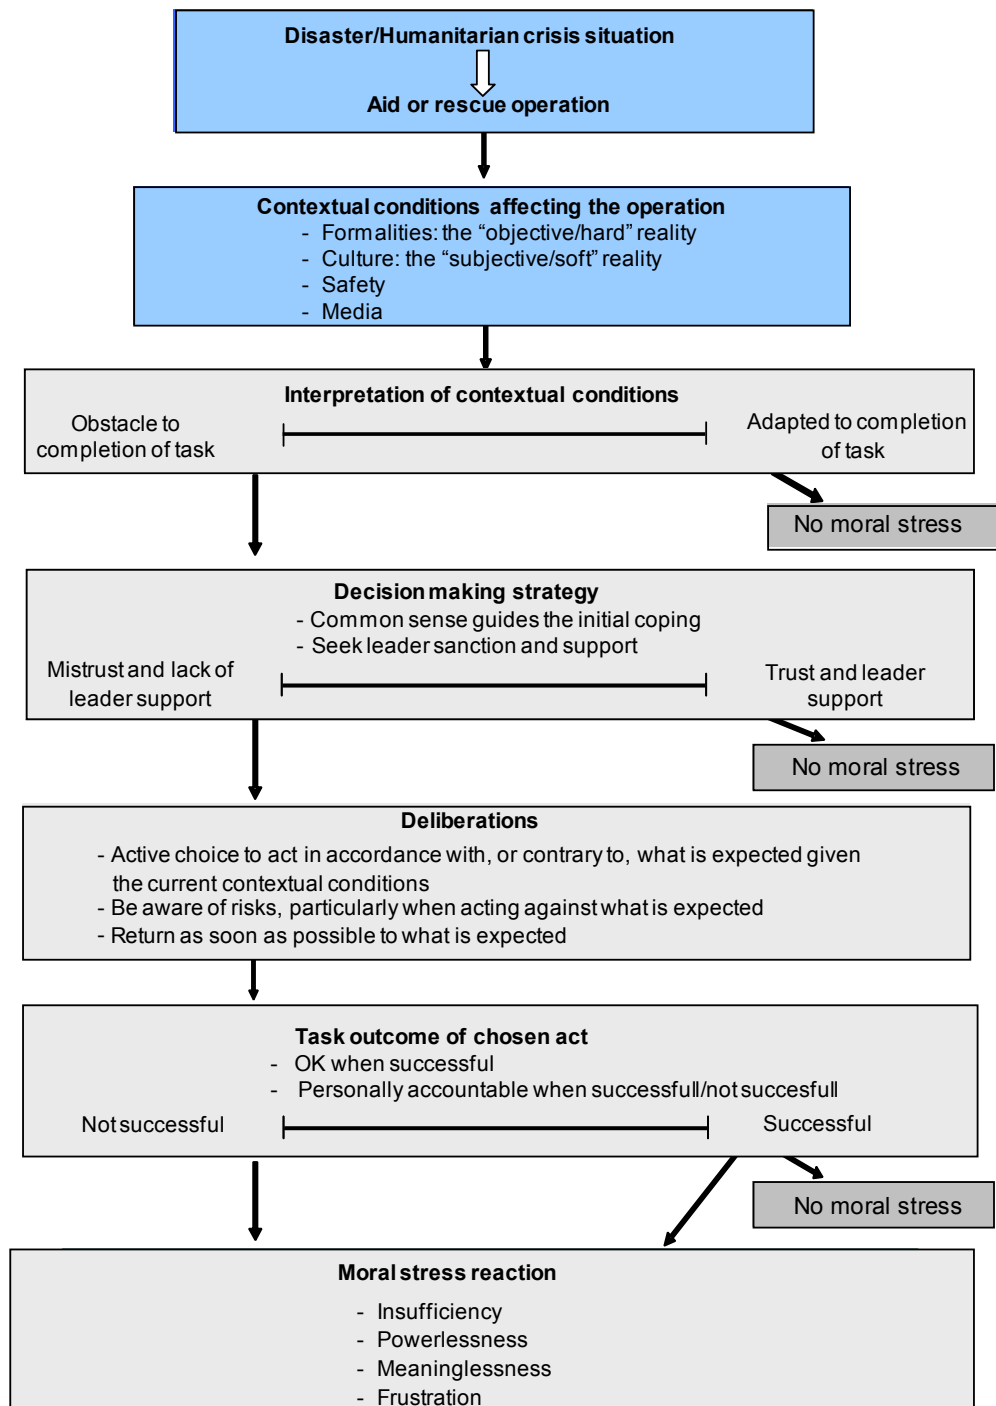 Disaster/Humanitarian crisis situation
Aid or rescue operation
Contextual conditions affecting the operation
- Formalities: the “objective/hard” reality
- Culture: the “subjective/soft” reality
- Safety
- Media
Interpretation of contextual conditions
Obstacle to
completion of task
Adapted to completion
of task
No moral stress
Decision making strategy
- Common sense guides the initial coping
- Seek leader sanction and support
Mistrust and lack of
leader support
Trust and leader
support
No moral stress
Deliberations
- Active choice to act in accordance with, or contrary to, what is expected given
the current contextual conditions
- Be aware of risks, particularly when acting against what is expected
- Return as soon as possible to what is expected
Task outcome of chosen act
- OK when successful
- Personally accountable when successfull/not succesfull
Not successful
Successful
No moral stress
Moral stress reaction
- Insufficiency
- Powerlessness
- Meaninglessness
- Frustration